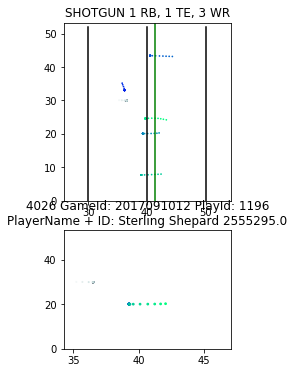 SHOTGUN 1 RB, 1 TE, 3 WR
50
40
30
20
10
0
30 40 50
4026 GameId: 2017091012 PlayId: 1196
PlayerName + ID: Sterling Shepard 2555295.0
40
20
0
35 40 45